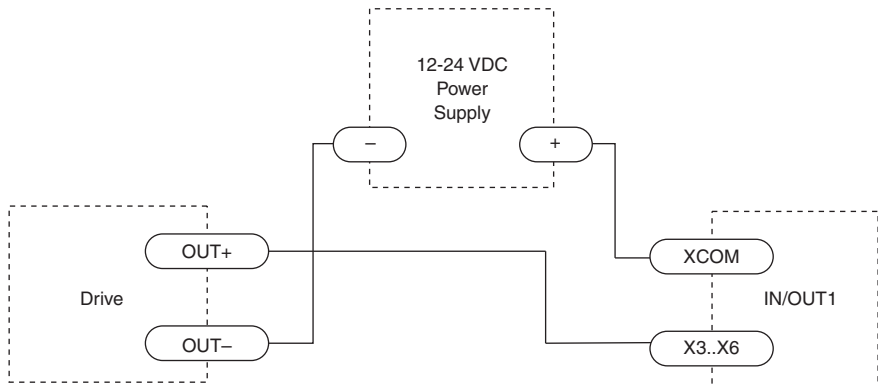 12-24 VDC
Power
Supply
–
+
OUT+
XCOM
Drive
IN/OUT1
OUT–
X3..X6